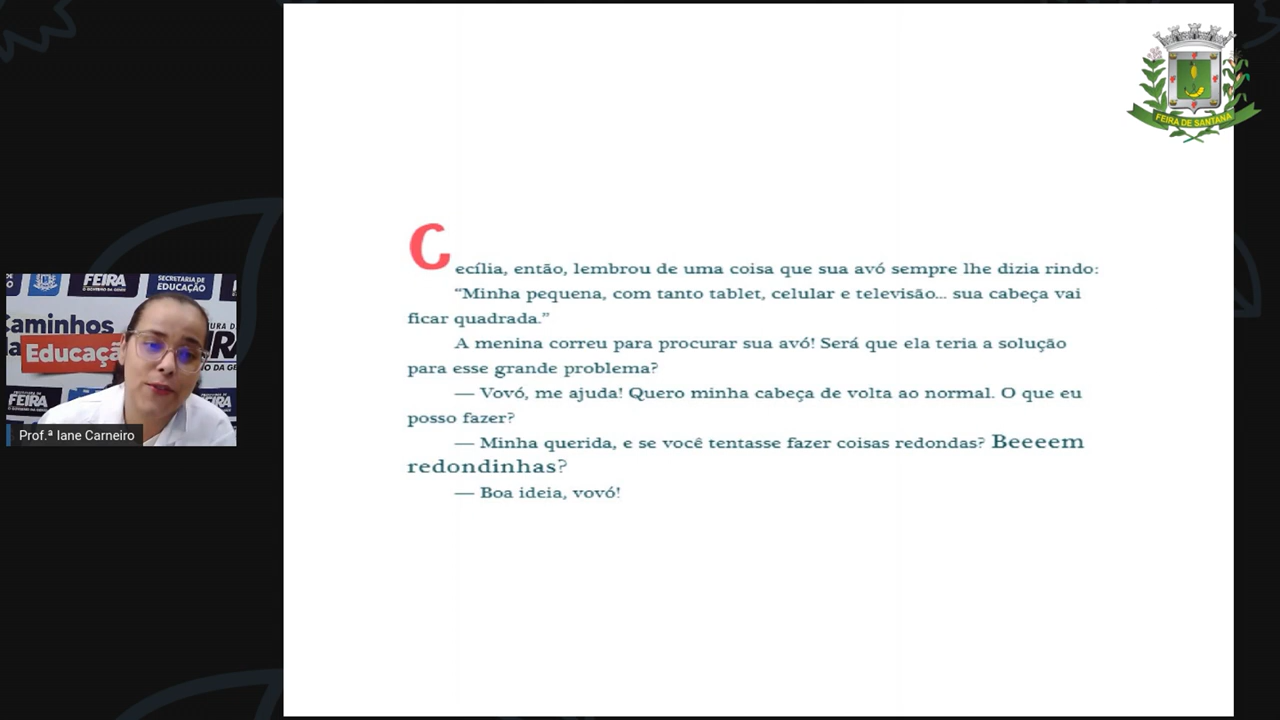 Cecília, então, lembrou de uma coisa que sua avó sempre lhe dizia rindo:
“Minha pequena, com tanto tablet, celular e televisão... sua cabeça vai
ficar quadrada.”
A menina correu para procurar sua avó! Será que ela teria a solução
para esse grande problema?
— Vovó, me ajuda! Quero minha cabeça de volta ao normal. O que eu
posso fazer?
— Minha querida, e se você tentasse fazer coisas redondas? Beeeem
redondinhas?
— Boa ideia, vovó!
FEIRA DE SANTANA
FEIRA
SECRETARIA DE
EDUCAÇÃO
Caminhos
Educaçã
FEIRA
Prof.ª Iane Carneiro